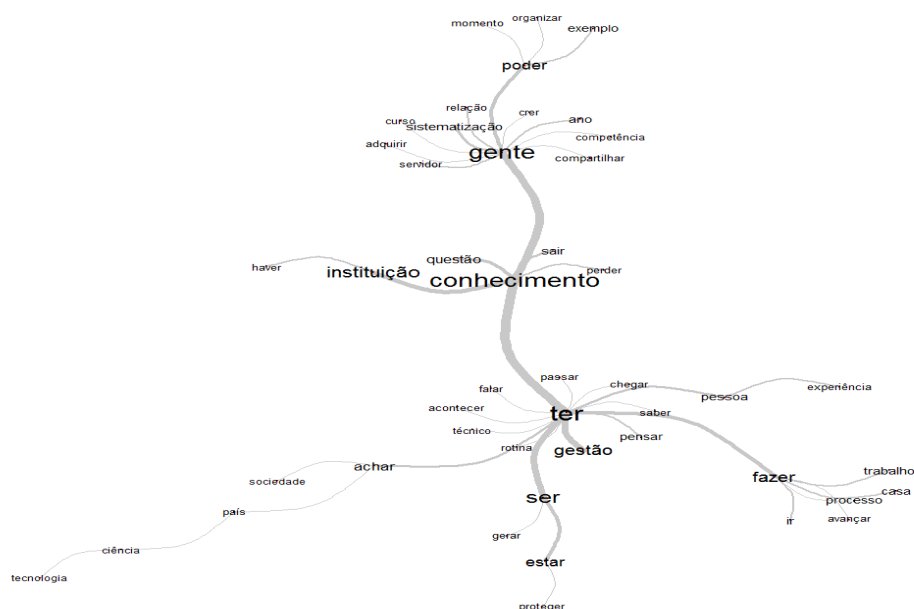 momento
organizar
exemplo
poder
relação
crer
curso
sistematização
ano
adquirir
competência
gente
servidor
compartilhar
sair
questão
haver
instituição
conhecimento
perder
passar
chegar
falar
pessoa
experiência
acontecer
ter
saber
técnico
pensar
rotina
gestão
achar
sociedade
fazer
trabalho
ser
casa
processo
país
ir
avançar
gerar
ciência
estar
tecnologia
proteger